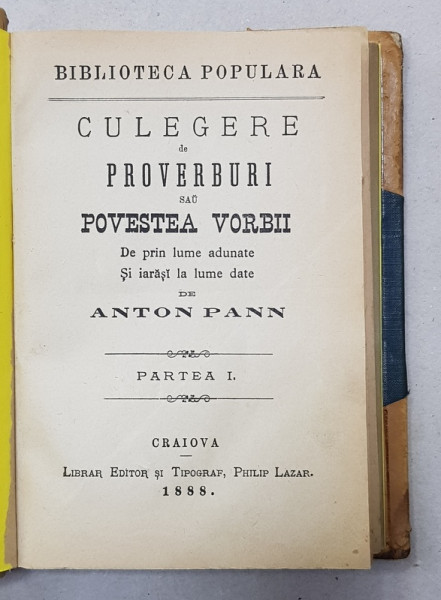 BIBLIOTECA POPULARA
CULEGERE
de
PROVERBURI
SAŬ
POVESTEA VORBII
De prin lume adunate
Și iarășĭ la lume date
DE
ANTON PANN
PARTEA I.
CRAIOVA
LIBRAR EDITOR ȘI TIPOGRAF, PHILIP LAZAR.
1888.